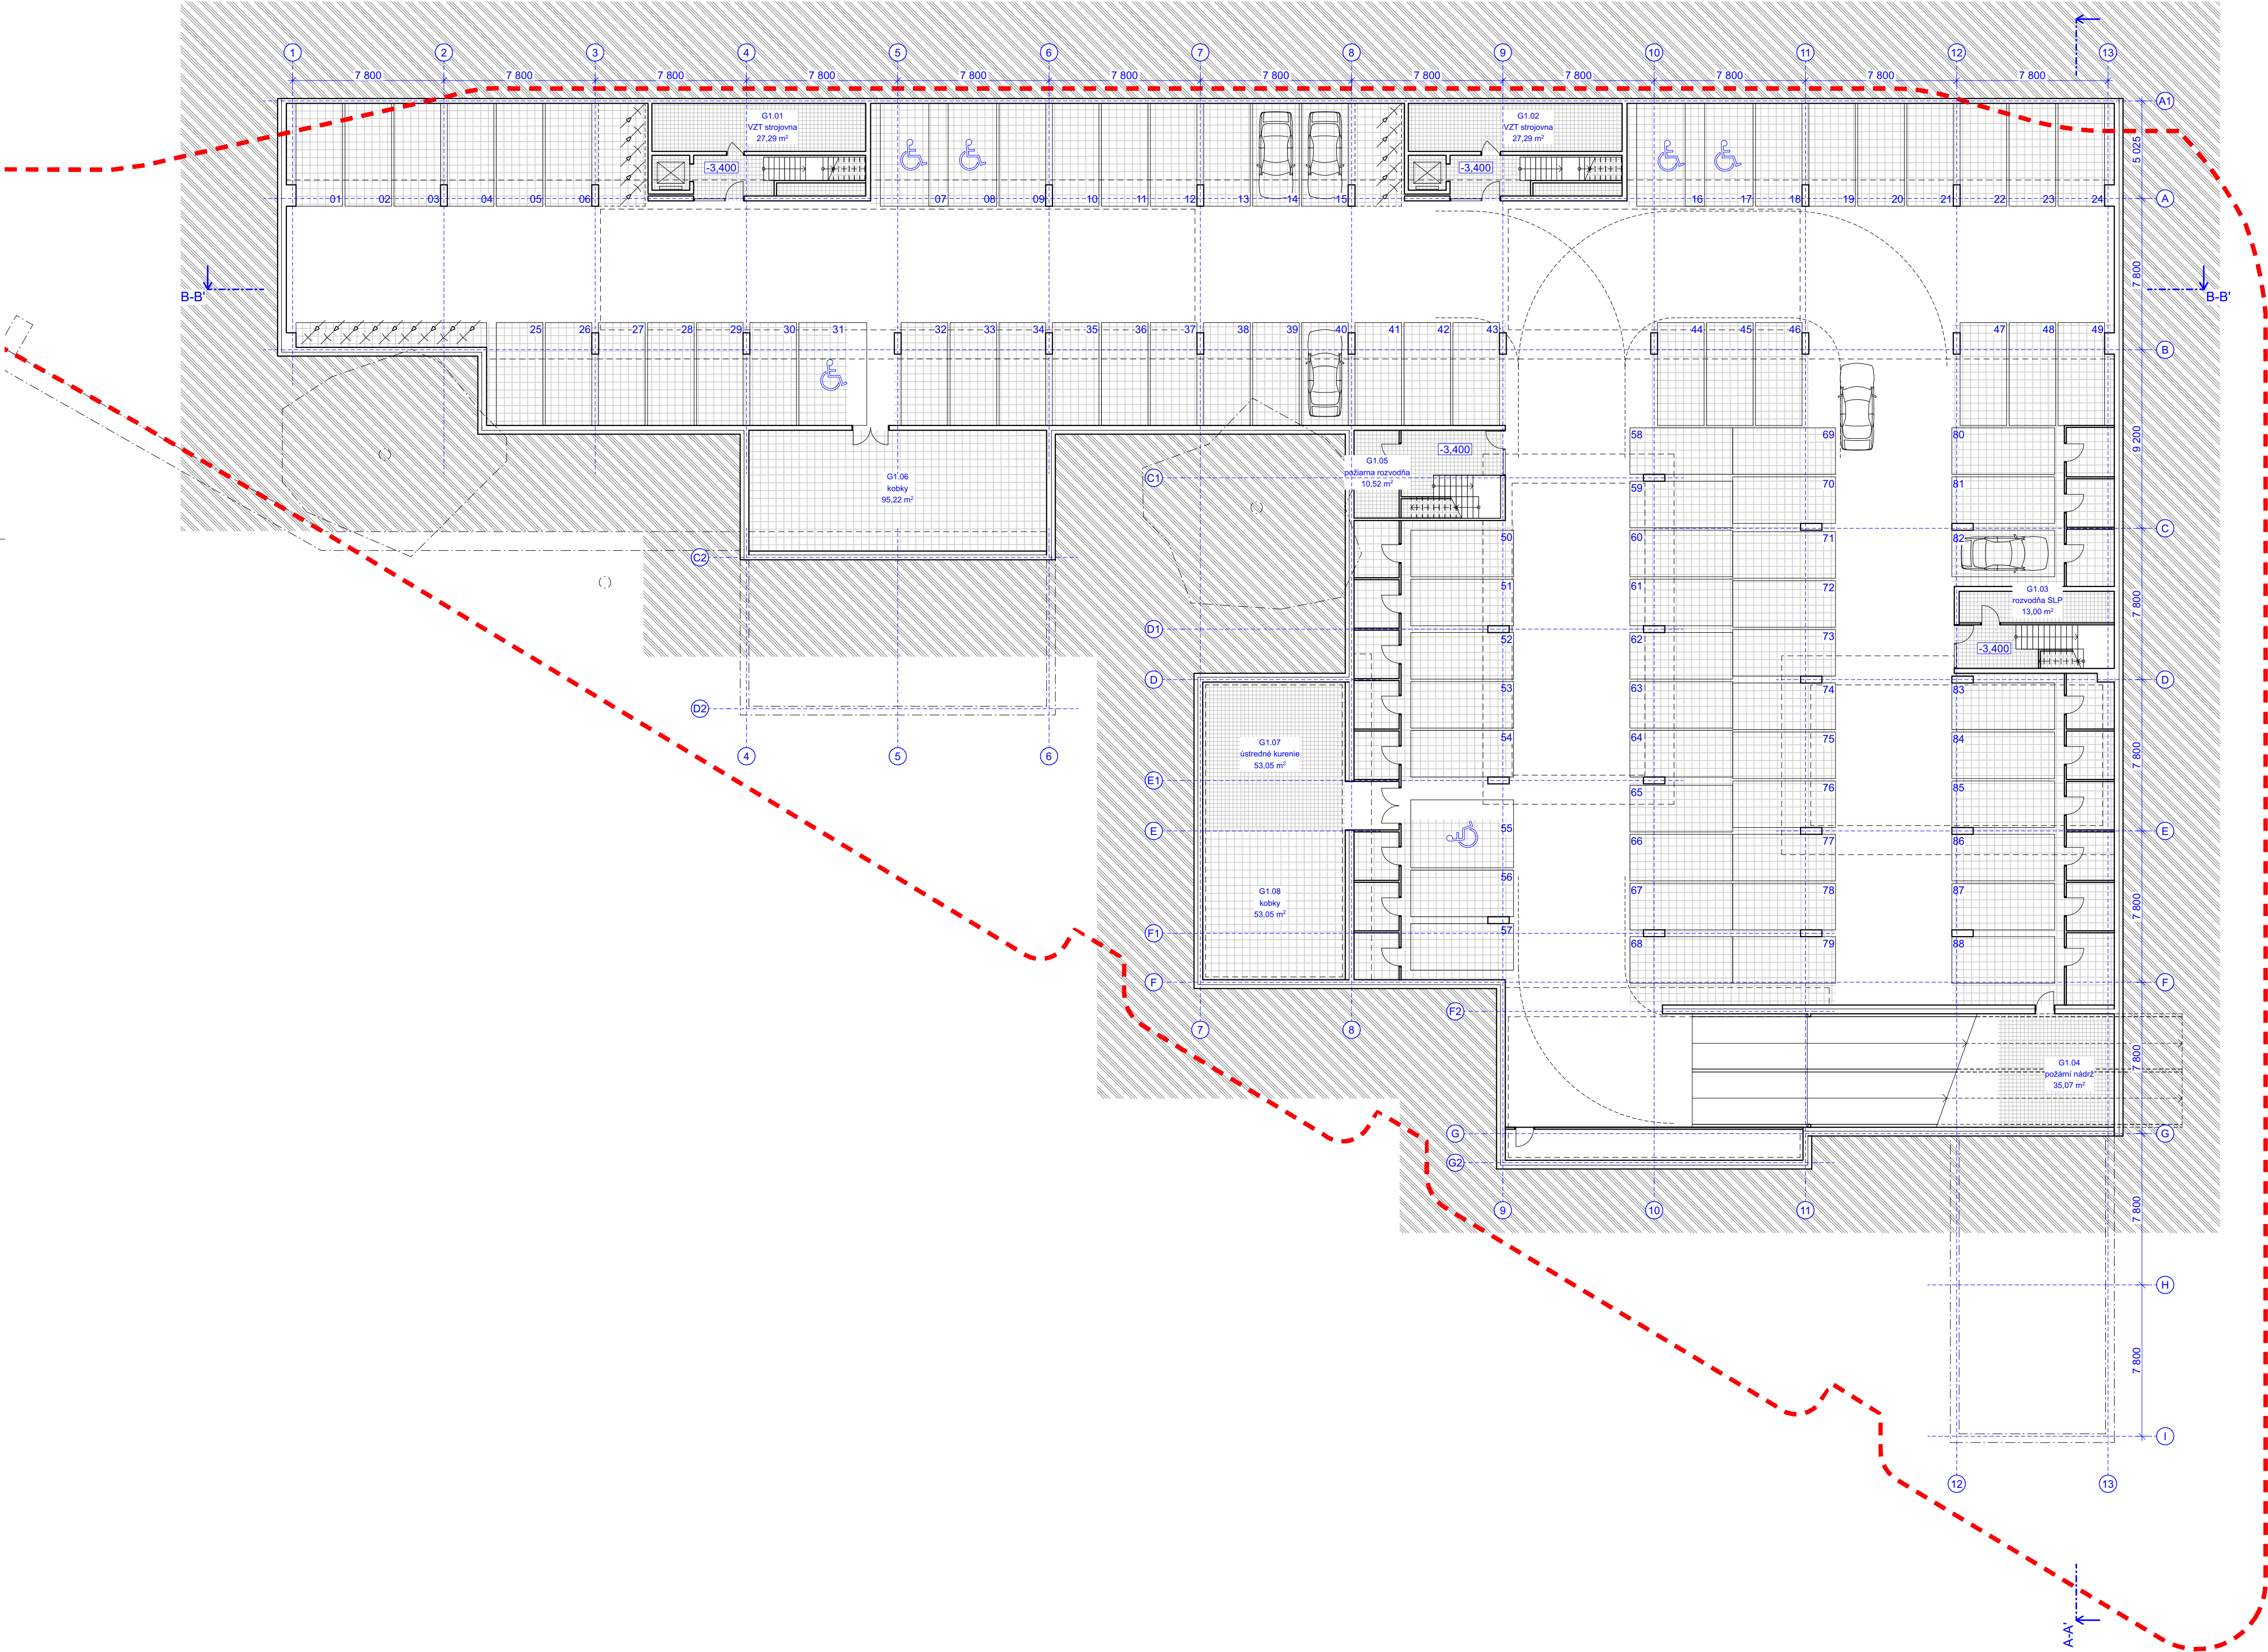 1 2 3 4 5 6 7 8 9 10 11 12 13
7 800 7 800 7 800 7 800 7 800 7 800 7 800 7 800 7 800 7 800 7 800 7 800
A1
G1.01
VZT strojovna
27,29 m²
G1.02
VZT strojovna
27,29 m²
5 025
-3,400
-3,400
01 02 03 04 05 06 07 08 09 10 11 12 13 14 15 16 17 18 19 20 21 22 23 24
A
7 800
B-B'
B-B'
25 26 27 28 29 30 31 32 33 34 35 36 37 38 39 40 41 42 43 44 45 46 47 48 49
B
9 200
58 69 80
-3,400
G1.05
požiarna rozvodňa
10,52 m²
G1.06
kobky
95,22 m²
C1
59 70 81
C
50 60 71 82
C2
51 61 72
G1.03
rozvodňa SLP
13,00 m²
7 800
D1
52 62 73
-3,400
D
D
53 63 74 83
D2
54 64 75 84
G1.07
ústredné kurenie
53,05 m²
7 800
4 5 6
E1
65 76 85
E
55
E
66 77 86
56 67 78 87
G1.08
kobky
53,05 m²
7 800
F1
57 68 79 88
F
F
F2
7 8
7 800
G1.04
požární nádrž
35,07 m²
G
G
G2
9 10 11
7 800
H
7 800
I
12 13
A-A'